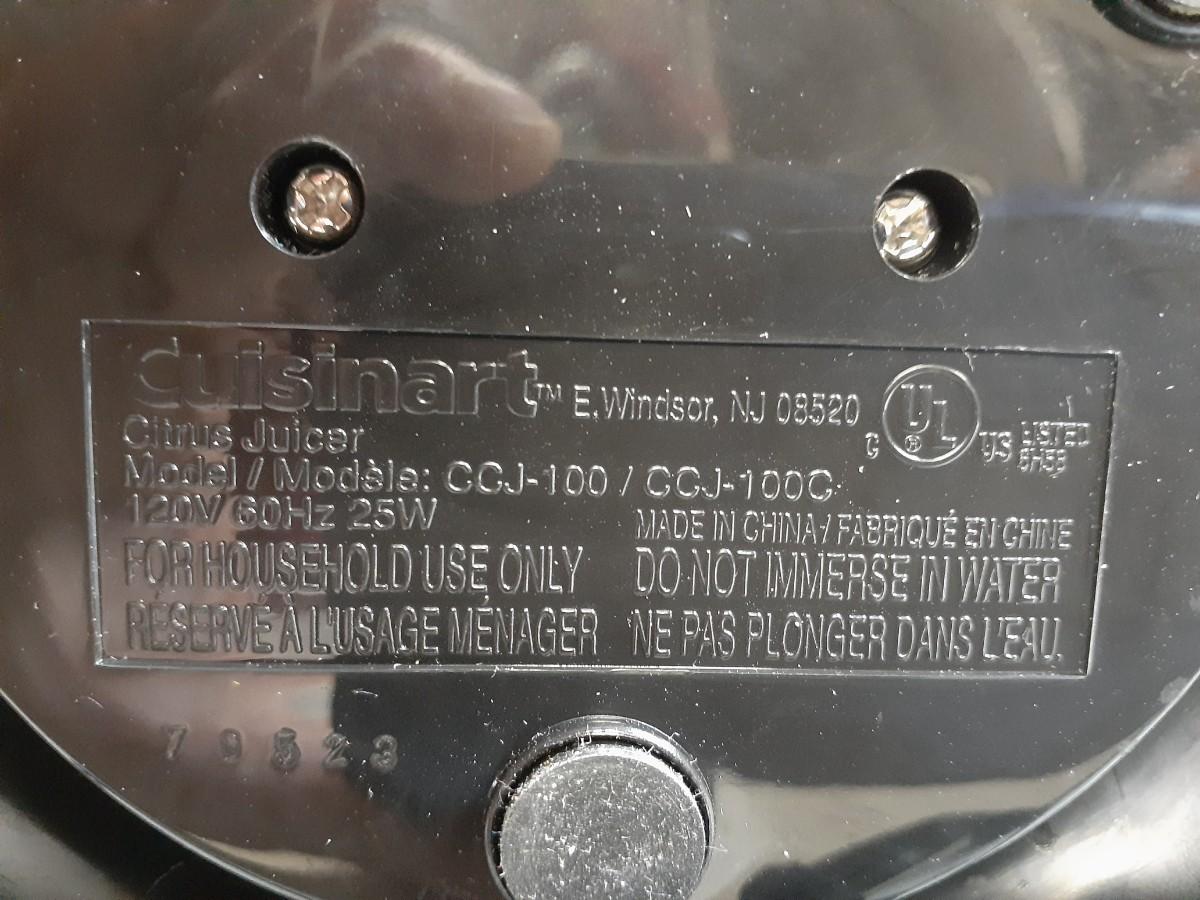 Cuisinart™ E.Windsor, NJ 08520
C UL® US LISTED
Citrus Juicer
Model / Modèle: CCJ-100 / CCJ-100C
120V 60Hz 25W
MADE IN CHINA / FABRIQUÉ EN CHINE
FOR HOUSEHOLD USE ONLY
DO NOT IMMERSE IN WATER
RÉSERVÉ À L'USAGE MÉNAGER
NE PAS PLONGER DANS L'EAU.
79523